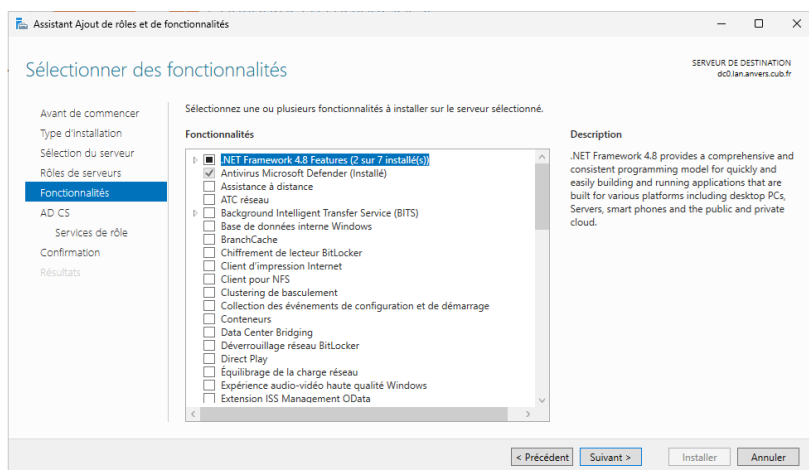 Assistant Ajout de rôles et de fonctionnalités
Sélectionner des fonctionnalités
SERVEUR DE DESTINATION
dc0.lan.anvers.cub.fr
Avant de commencer
Type d'installation
Sélection du serveur
Rôles de serveurs
Fonctionnalités
AD CS
Services de rôle
Confirmation
Résultats
Sélectionnez une ou plusieurs fonctionnalités à installer sur le serveur sélectionné.
Fonctionnalités
.NET Framework 4.8 Features (2 sur 7 installé(s))
Antivirus Microsoft Defender (Installé)
Assistance à distance
ATC réseau
Background Intelligent Transfer Service (BITS)
Base de données interne Windows
BranchCache
Chiffrement de lecteur BitLocker
Client d'impression Internet
Client pour NFS
Clustering de basculement
Collection des événements de configuration et de démarrage
Conteneurs
Data Center Bridging
Déverrouillage réseau BitLocker
Direct Play
Équilibrage de la charge réseau
Expérience audio-vidéo haute qualité Windows
Extension ISS Management OData
Description
.NET Framework 4.8 provides a comprehensive and
consistent programming model for quickly and
easily building and running applications that are
built for various platforms including desktop PCs,
Servers, smart phones and the public and private
cloud.
< Précédent
Suivant >
Installer
Annuler